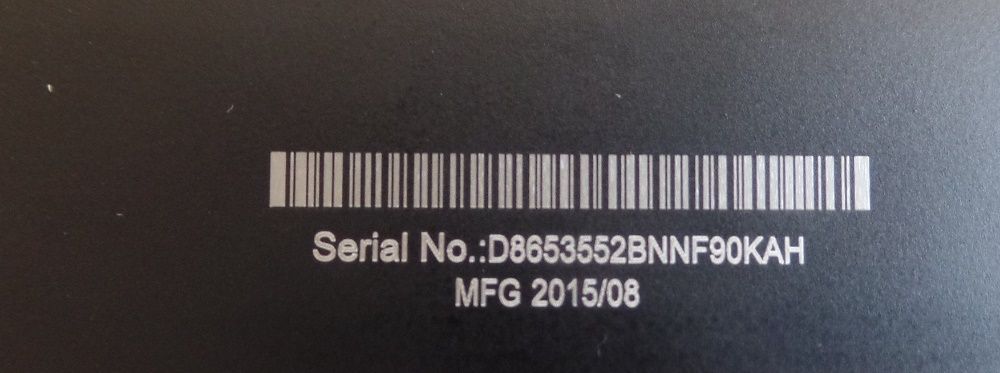 Serial No.:D8653552BNNF90KAH
MFG 2015/08